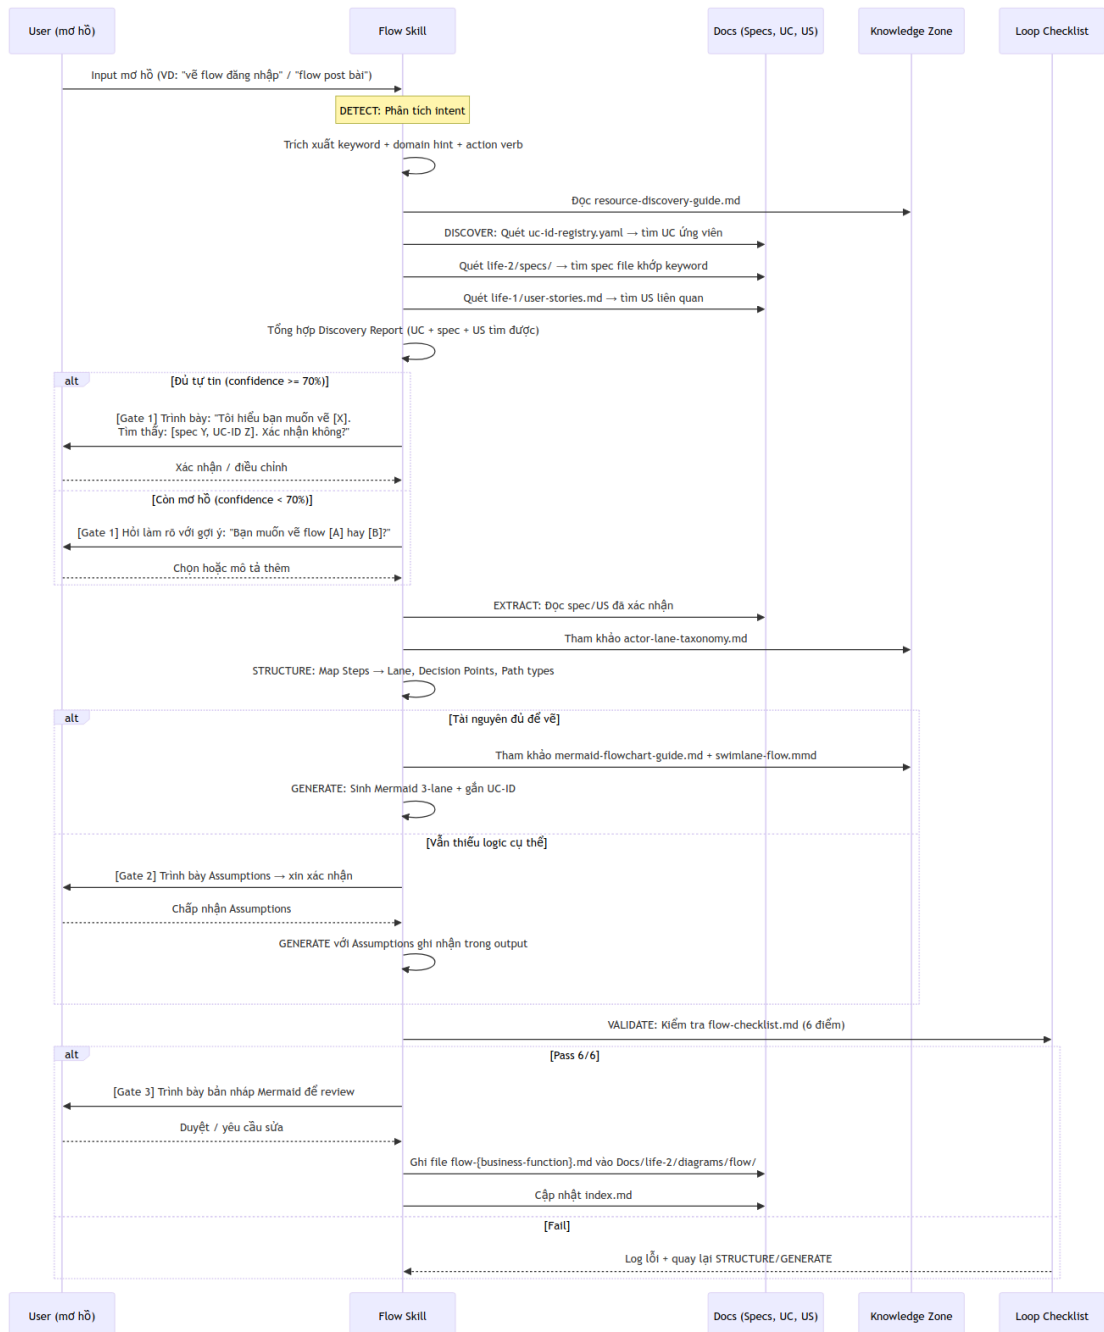 User (mơ hồ)
Flow Skill
Docs (Specs, UC, US)
Knowledge Zone
Loop Checklist
Input mơ hồ (VD: "vẽ flow đăng nhập" / "flow post bài")
DETECT: Phân tích intent
Trích xuất keyword + domain hint + action verb
Đọc resource-discovery-guide.md
DISCOVER: Quét uc-id-registry.yaml → tìm UC ứng viên
Quét life-2/specs/ → tìm spec file khớp keyword
Quét life-1/user-stories.md → tìm US liên quan
Tổng hợp Discovery Report (UC + spec + US tìm được)
alt
[Đủ tự tin (confidence >= 70%)]
[Gate 1] Trình bày: "Tôi hiểu bạn muốn vẽ [X].
Tìm thấy: [spec Y, UC-ID Z]. Xác nhận không?"
Xác nhận / điều chỉnh
[Còn mơ hồ (confidence < 70%)]
[Gate 1] Hỏi làm rõ với gợi ý: "Bạn muốn vẽ flow [A] hay [B]?"
Chọn hoặc mô tả thêm
EXTRACT: Đọc spec/US đã xác nhận
Tham khảo actor-lane-taxonomy.md
STRUCTURE: Map Steps → Lane, Decision Points, Path types
alt
[Tài nguyên đủ để vẽ]
Tham khảo mermaid-flowchart-guide.md + swimlane-flow.mmd
GENERATE: Sinh Mermaid 3-lane + gắn UC-ID
[Vẫn thiếu logic cụ thể]
[Gate 2] Trình bày Assumptions → xin xác nhận
Chấp nhận Assumptions
GENERATE với Assumptions ghi nhận trong output
VALIDATE: Kiểm tra flow-checklist.md (6 điểm)
alt
[Pass 6/6]
[Gate 3] Trình bày bản nháp Mermaid để review
Duyệt / yêu cầu sửa
Ghi file flow-{business-function}.md vào Docs/life-2/diagrams/flow/
Cập nhật index.md
[Fail]
Log lỗi + quay lại STRUCTURE/GENERATE
User (mơ hồ)
Flow Skill
Docs (Specs, UC, US)
Knowledge Zone
Loop Checklist